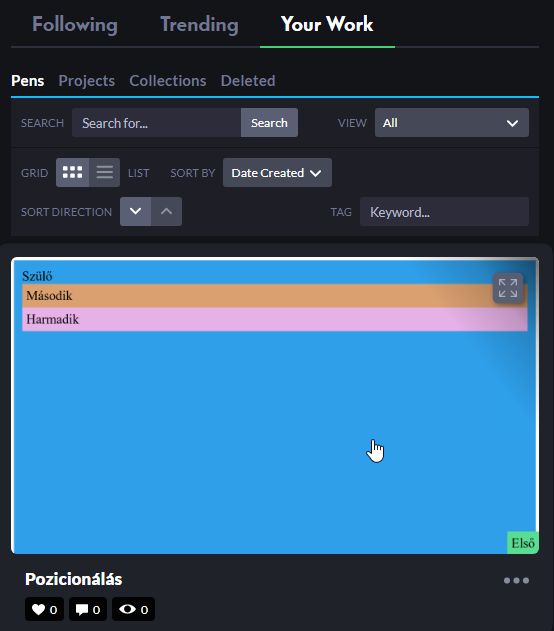 Following Trending Your Work
Pens Projects Collections Deleted
SEARCH Search for... Search VIEW All
GRID LIST SORT BY Date Created
SORT DIRECTION TAG Keyword...
Szülő
Második
Harmadik
Első
Pozicionálás
0 0 0